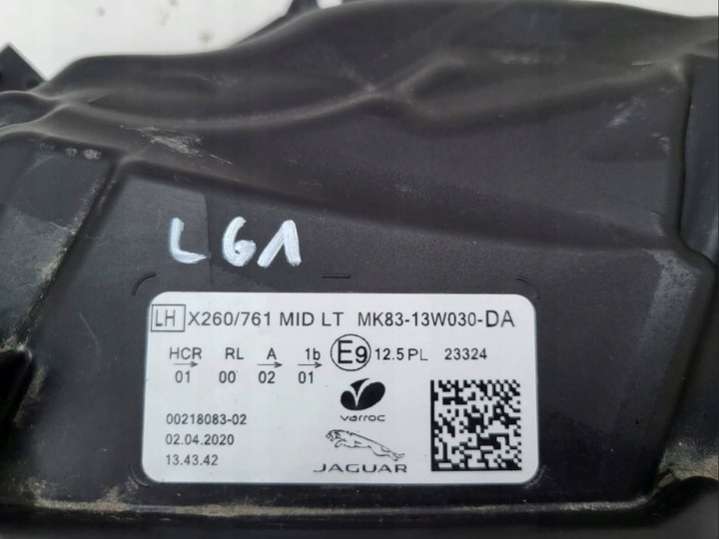 LG1
LH X260/761 MID LT MK83-13W030-DA
HCR RL A 1b E9 12.5 PL 23324
01 00 02 01
00218083-02
varroc
02.04.2020
13.43.42
JAGUAR